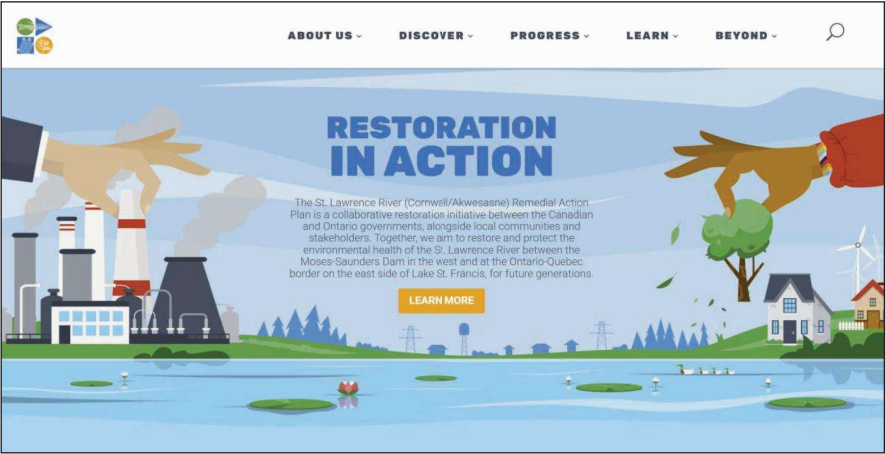 ABOUT US
DISCOVER
PROGRESS
LEARN
BEYOND
RESTORATION
IN ACTION
The St. Lawrence River (Cornwall/Akwesasne) Remedial Action
Plan is a collaborative restoration initiative between the Canadian
and Ontario governments, alongside local communities and
stakeholders. Together, we aim to restore and protect the
environmental health of the St. Lawrence River between the
Moses-Saunders Dam in the west and at the Ontario-Quebec
border on the east side of Lake St. Francis, for future generations.
LEARN MORE